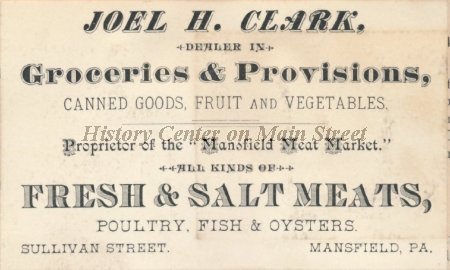 JOEL H. CLARK,
DEALER IN
Groceries & Provisions,
CANNED GOODS, FRUIT AND VEGETABLES.
History Center on Main Street
Proprietor of the "Mansfield Meat Market."
ALL KINDS OF
FRESH & SALT MEATS,
POULTRY, FISH & OYSTERS.
SULLIVAN STREET. MANSFIELD, PA.